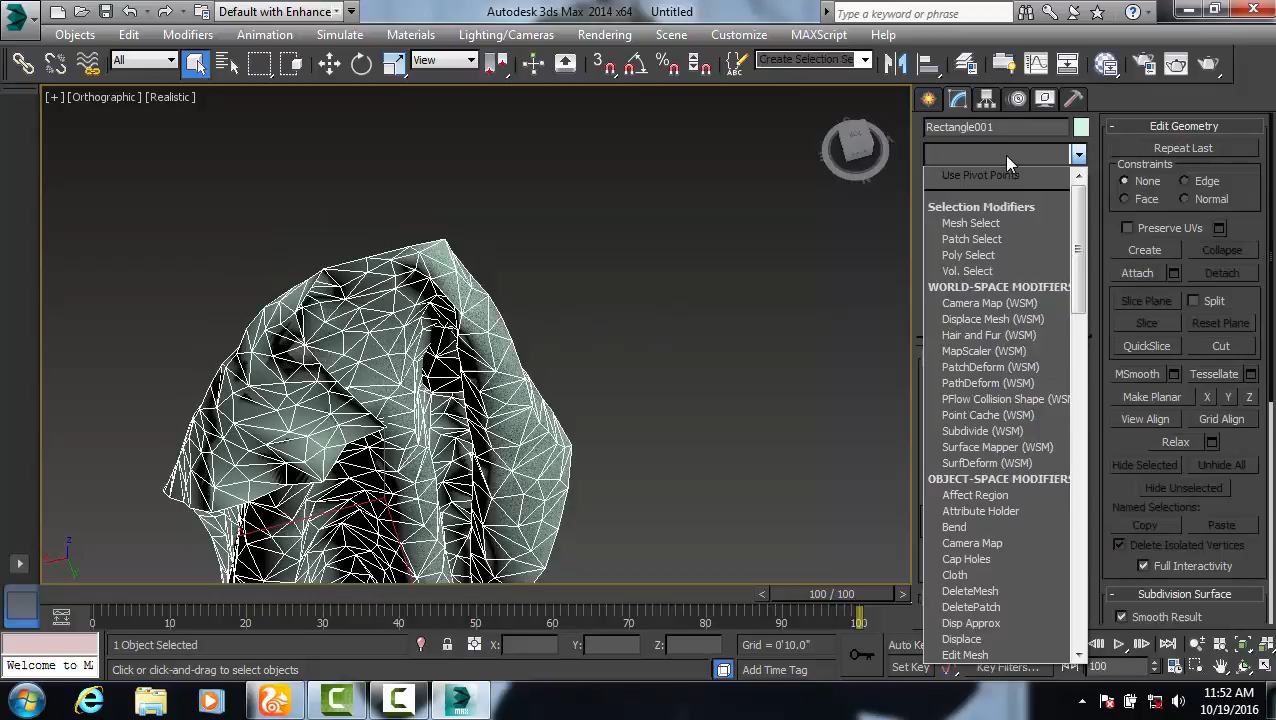 Default with Enhance
Autodesk 3ds Max 2014 x64
Untitled
Type a keyword or phrase
Edit
Objects
Modifiers
Animation
Simulate
Materials
Lighting/Cameras
Rendering
Scene
Customize
MAXScript
Help
All
View
3
Create Selection Se
[+] [Orthographic] [Realistic]
Rectangle001
Use Pivot Points
Selection Modifiers
Mesh Select
Patch Select
Poly Select
Vol. Select
WORLD-SPACE MODIFIERS
Camera Map (WSM)
Displace Mesh (WSM)
Hair and Fur (WSM)
MapScaler (WSM)
PatchDeform (WSM)
PathDeform (WSM)
PFlow Collision Shape (WSM
Point Cache (WSM)
Subdivide (WSM)
Surface Mapper (WSM)
SurfDeform (WSM)
OBJECT-SPACE MODIFIERS
Affect Region
Attribute Holder
Bend
Camera Map
Cap Holes
Cloth
DeleteMesh
DeletePatch
Disp Approx
Displace
Edit Mesh
- Edit Geometry
Repeat Last
Constraints
None Edge
Face Normal
Preserve UVs
Create Collapse
Attach Detach
Slice Plane Split
Slice Reset Plane
QuickSlice Cut
MSmooth Tessellate
Make Planar X Y Z
View Align Grid Align
Relax
Hide Selected Unhide All
Hide Unselected
Named Selections:
Copy Paste
Delete Isolated Vertices
Full Interactivity
- Subdivision Surface
Smooth Result
z
y
< 100 / 100 >
0 10 20 30 40 50 60 70 80 90 100
1 Object Selected
X: Y: Z:
Grid = 0'10.0"
Auto Key
Welcome to MA
Click or click-and-drag to select objects
Add Time Tag
Set Key
Key Filters...
100
MAX
11:52 AM
10/19/2016